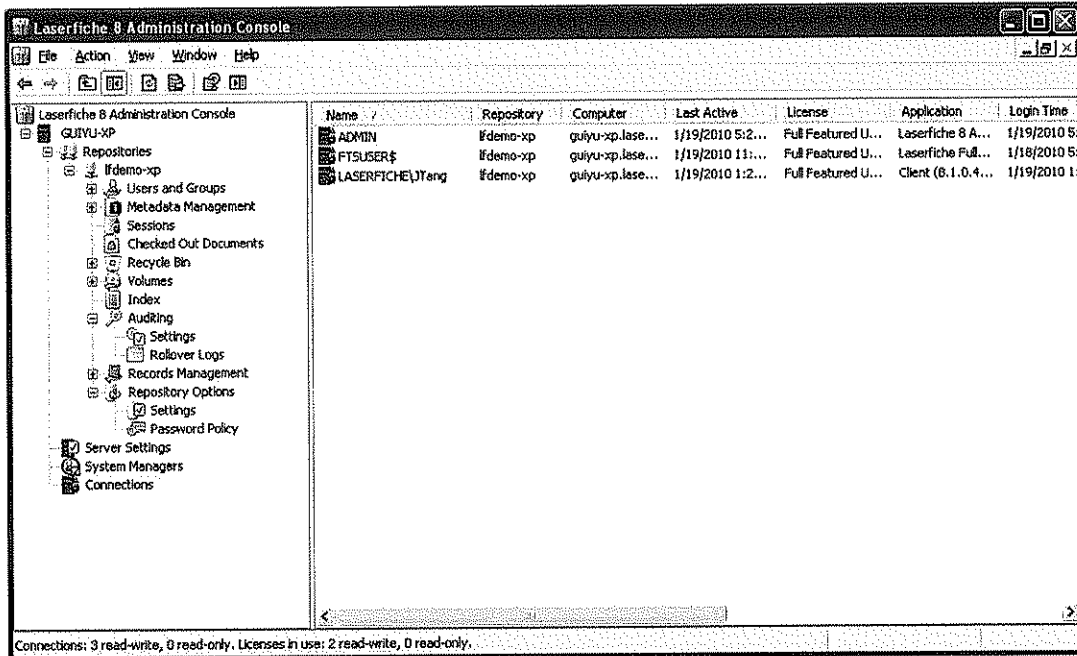 Laserfiche 8 Administration Console
File Action View Window Help
Laserfiche 8 Administration Console
GUIYU-XP
Repositories
lfdemo-xp
Users and Groups
Metadata Management
Sessions
Checked Out Documents
Recycle Bin
Volumes
Index
Auditing
Settings
Rollover Logs
Records Management
Repository Options
Settings
Password Policy
Server Settings
System Managers
Connections
Name Repository Computer Last Active License Application Login Time
ADMIN lfdemo-xp guiyu-xp.lase... 1/19/2010 5:2... Full Featured U... Laserfiche 8 A... 1/19/2010 5:
FTSUSER$ lfdemo-xp guiyu-xp.lase... 1/19/2010 11:... Full Featured U... Laserfiche Full... 1/18/2010 5:
LASERFICHE\JTang lfdemo-xp guiyu-xp.lase... 1/19/2010 1:2... Full Featured U... Client (8.1.0.4... 1/19/2010 1:
Connections: 3 read-write, 0 read-only. Licenses in use: 2 read-write, 0 read-only.